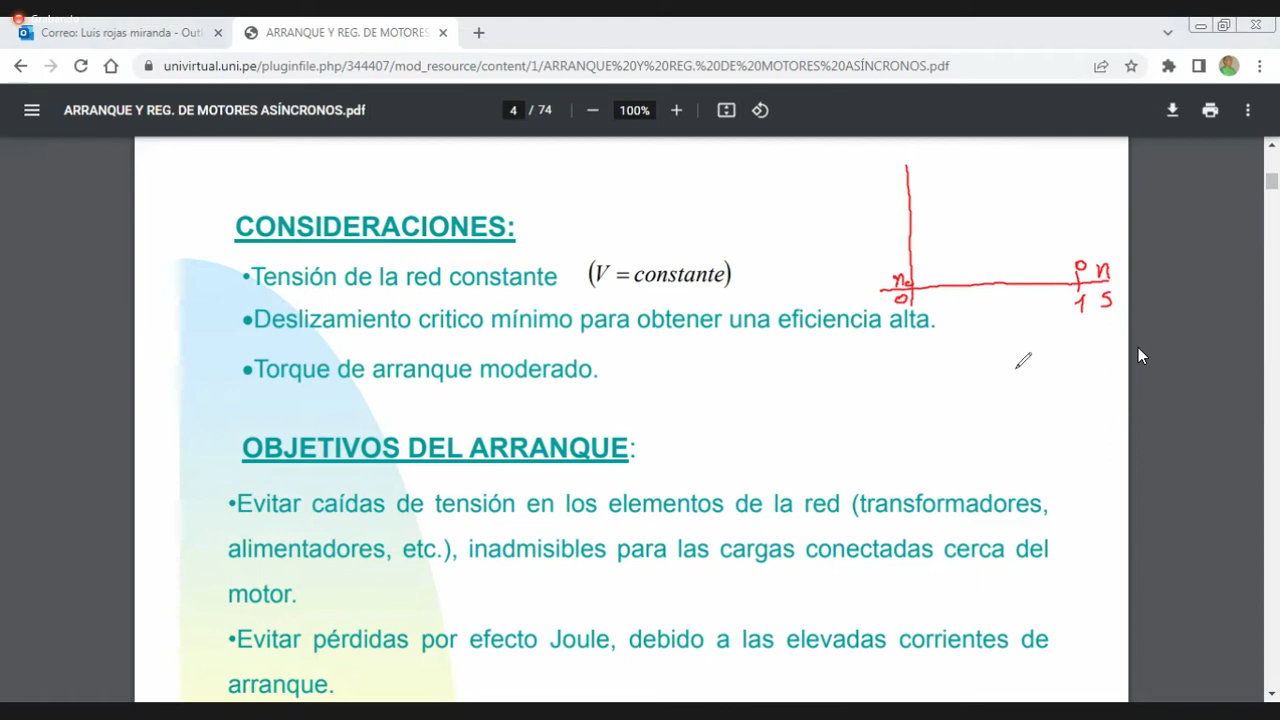 Grabando
Correo: Luis rojas miranda - Outl
ARRANQUE Y REG. DE MOTORES
univirtual.uni.pe/pluginfile.php/344407/mod_resource/content/1/ARRANQUE%20Y%20REG.%20DE%20MOTORES%20ASÍNCRONOS.pdf
ARRANQUE Y REG. DE MOTORES ASÍNCRONOS.pdf
4 / 74
100%
CONSIDERACIONES:
•Tensión de la red constante (V = constante)
0 n
n₀
0
1 S
•Deslizamiento critico mínimo para obtener una eficiencia alta.
•Torque de arranque moderado.
OBJETIVOS DEL ARRANQUE:
•Evitar caídas de tensión en los elementos de la red (transformadores,
alimentadores, etc.), inadmisibles para las cargas conectadas cerca del
motor.
•Evitar pérdidas por efecto Joule, debido a las elevadas corrientes de
arranque.